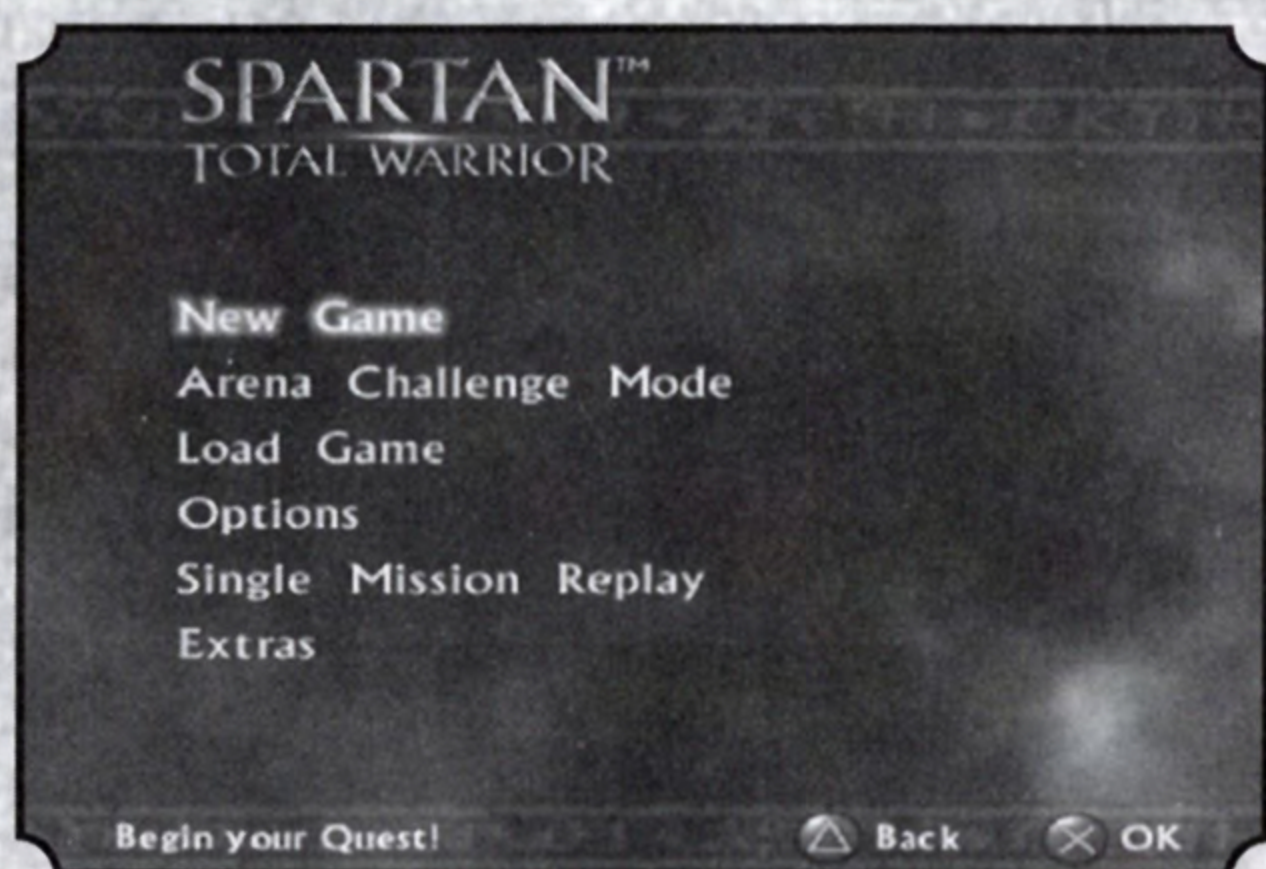 SPARTAN™
TOTAL WARRIOR
New Game
Arena Challenge Mode
Load Game
Options
Single Mission Replay
Extras
Begin your Quest!
Back OK